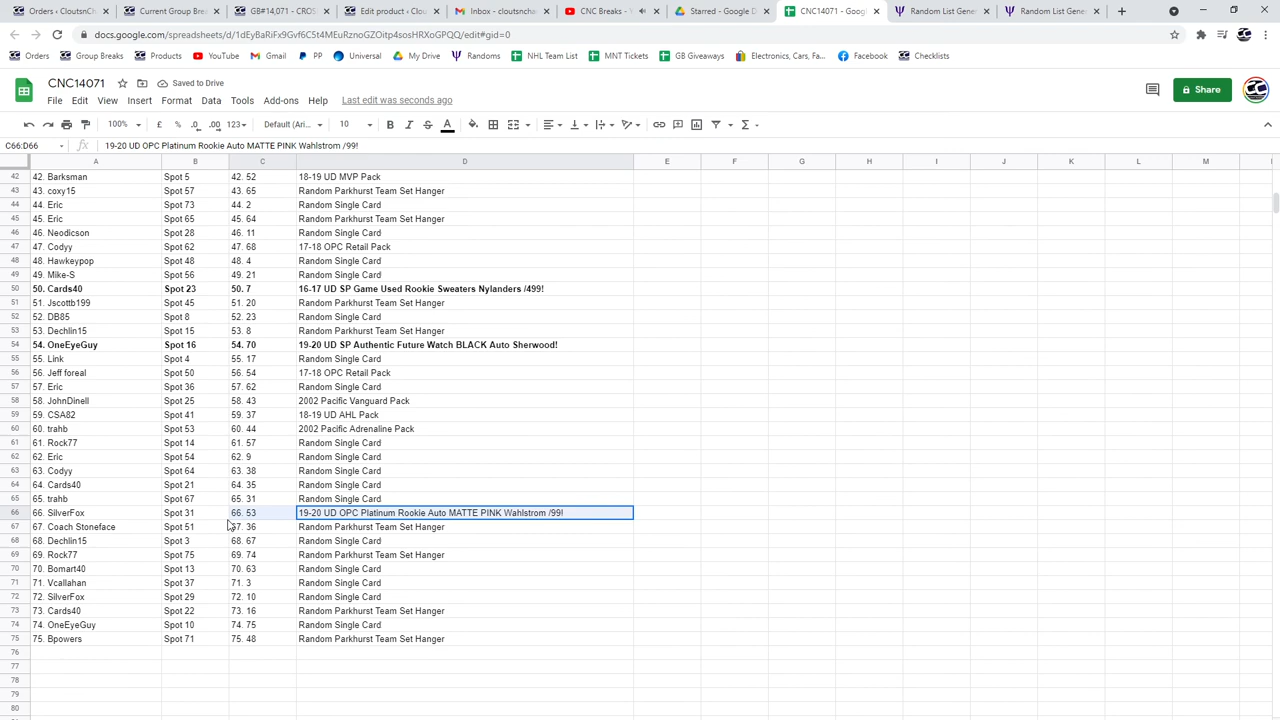 Orders ‹ CloutsnCh
Current Group Break
GB#14,071 - CROS
Edit product ‹ Clout
Inbox - cloutsnchar
CNC Breaks -
Starred - Google D
CNC14071 - Goog
Random List Gener
Random List Gener
docs.google.com/spreadsheets/d/1dEyBaRiFx9Gvf6C5t4MEuRznoGZOitp4sosHRXoGPQQ/edit#gid=0
Orders Group Breaks YouTube Gmail PP Universal My Drive Randoms NHL Team List MNT Tickets GB Giveaways Electronics, Cars, Fa... Facebook Checklists
CNC14071 Saved to Drive
File Edit View Insert Format Data Tools Add-ons Help Last edit was seconds ago
Share
100% £ % .0 .00 123 Default (Ari... 10 B I S A
C66:D66 fx 19-20 UD OPC Platinum Rookie Auto MATTE PINK Wahlstrom /99!
A B C D E F G H I J K L M
42 42. Barksman Spot 5 42. 52 18-19 UD MVP Pack
43 43. coxy15 Spot 57 43. 65 Random Parkhurst Team Set Hanger
44 44. Eric Spot 73 44. 2 Random Single Card
45 45. Eric Spot 65 45. 64 Random Parkhurst Team Set Hanger
46 46. Neodicson Spot 28 46. 11 Random Single Card
47 47. Codyy Spot 62 47. 68 17-18 OPC Retail Pack
48 48. Hawkeypop Spot 48 48. 4 Random Single Card
49 49. Mike-S Spot 56 49. 21 Random Single Card
50 50. Cards40 Spot 23 50. 7 16-17 UD SP Game Used Rookie Sweaters Nylanders /499!
51 51. Jscottb199 Spot 45 51. 20 Random Parkhurst Team Set Hanger
52 52. DB85 Spot 8 52. 23 Random Single Card
53 53. Dechlin15 Spot 15 53. 8 Random Parkhurst Team Set Hanger
54 54. OneEyeGuy Spot 16 54. 70 19-20 UD SP Authentic Future Watch BLACK Auto Sherwood!
55 55. Link Spot 4 55. 17 Random Single Card
56 56. Jeff foreal Spot 50 56. 54 17-18 OPC Retail Pack
57 57. Eric Spot 36 57. 62 Random Single Card
58 58. JohnDinell Spot 25 58. 43 2002 Pacific Vanguard Pack
59 59. CSA82 Spot 41 59. 37 18-19 UD AHL Pack
60 60. trahb Spot 53 60. 44 2002 Pacific Adrenaline Pack
61 61. Rock77 Spot 14 61. 57 Random Single Card
62 62. Eric Spot 54 62. 9 Random Single Card
63 63. Codyy Spot 24 63. 38 Random Single Card
64 64. Cards40 Spot 21 64. 35 Random Single Card
65 65. trahb Spot 67 65. 31 Random Single Card
66 66. SilverFox Spot 31 66. 53 19-20 UD OPC Platinum Rookie Auto MATTE PINK Wahlstrom /99!
67 67. Coach Stoneface Spot 51 67. 36 Random Parkhurst Team Set Hanger
68 68. Dechlin15 Spot 3 68. 67 Random Single Card
69 69. Rock77 Spot 75 69. 74 Random Parkhurst Team Set Hanger
70 70. Bomart40 Spot 13 70. 63 Random Single Card
71 71. Vcallahan Spot 37 71. 3 Random Single Card
72 72. SilverFox Spot 29 72. 10 Random Single Card
73 73. Cards40 Spot 22 73. 16 Random Parkhurst Team Set Hanger
74 74. OneEyeGuy Spot 10 74. 75 Random Single Card
75 75. Bpowers Spot 71 75. 48 Random Parkhurst Team Set Hanger
76
77
78
79
80